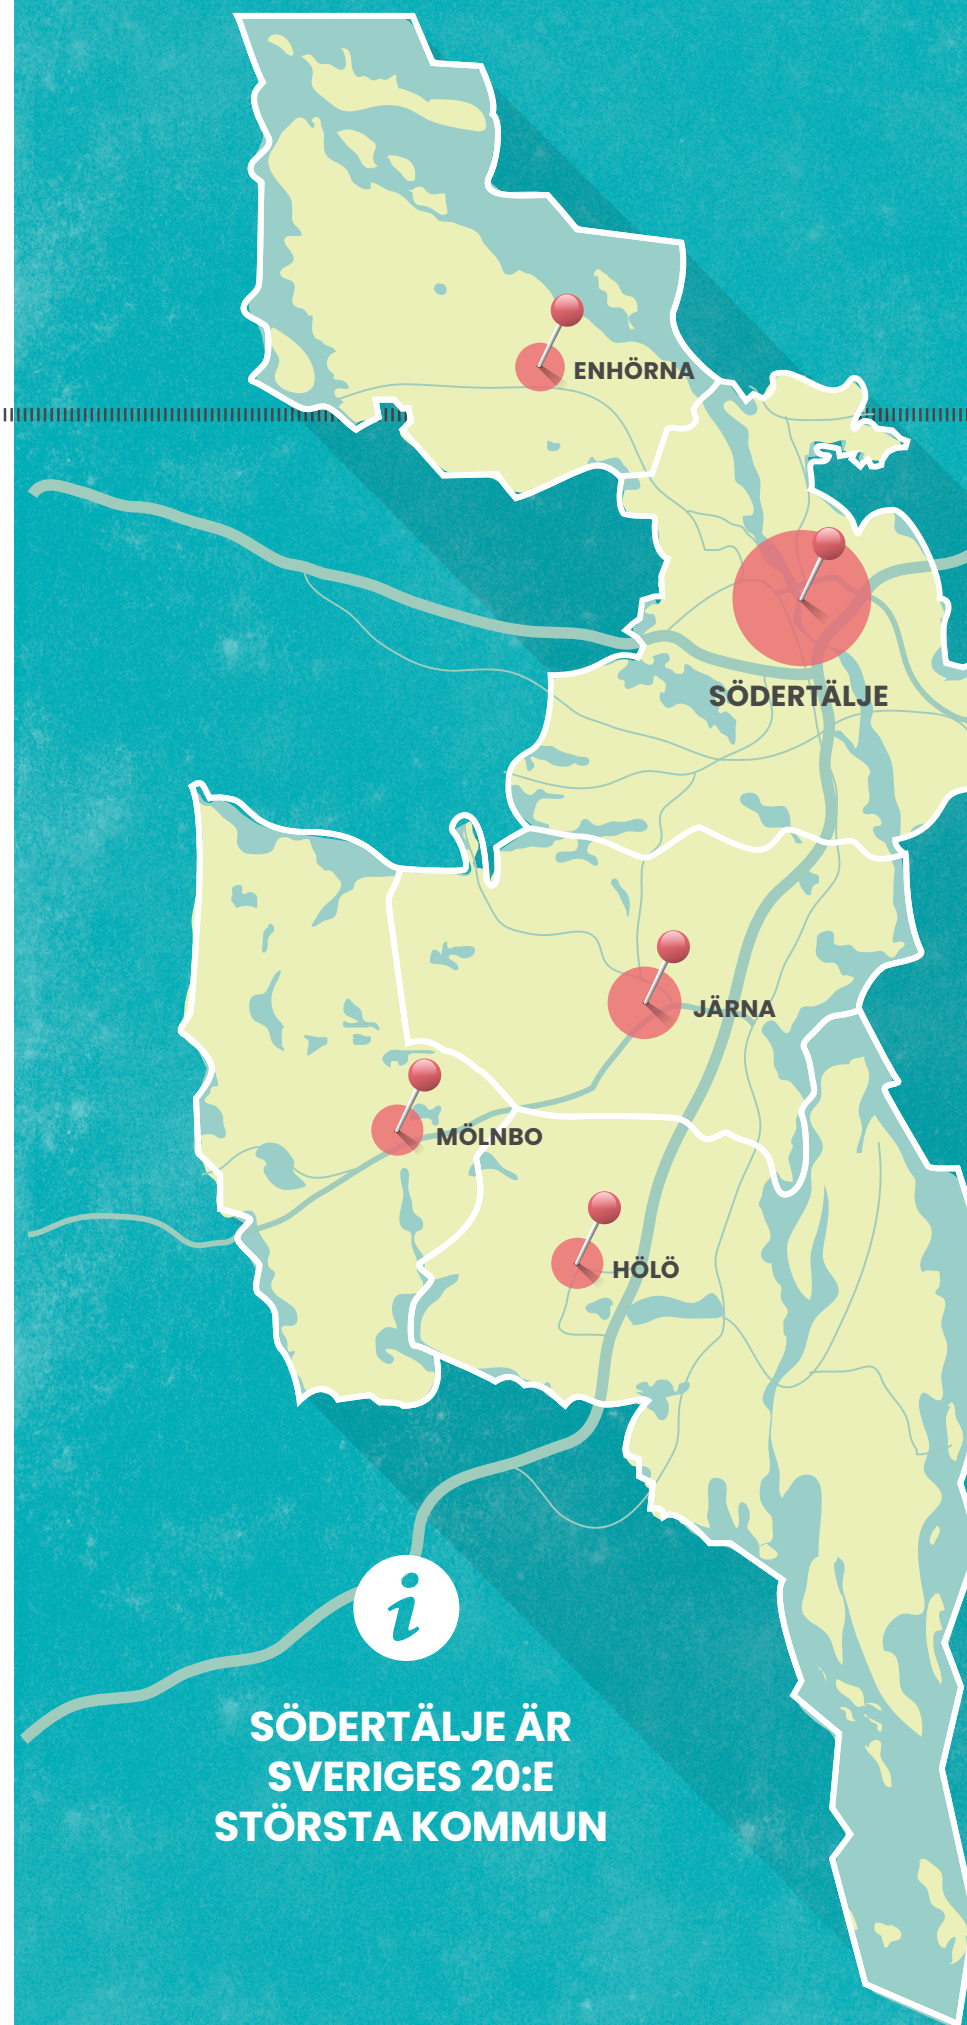 ENHÖRNA
SÖDERTÄLJE
JÄRNA
MÖLNBO
HÖLÖ
i
SÖDERTÄLJE ÄR
SVERIGES 20:E
STÖRSTA KOMMUN